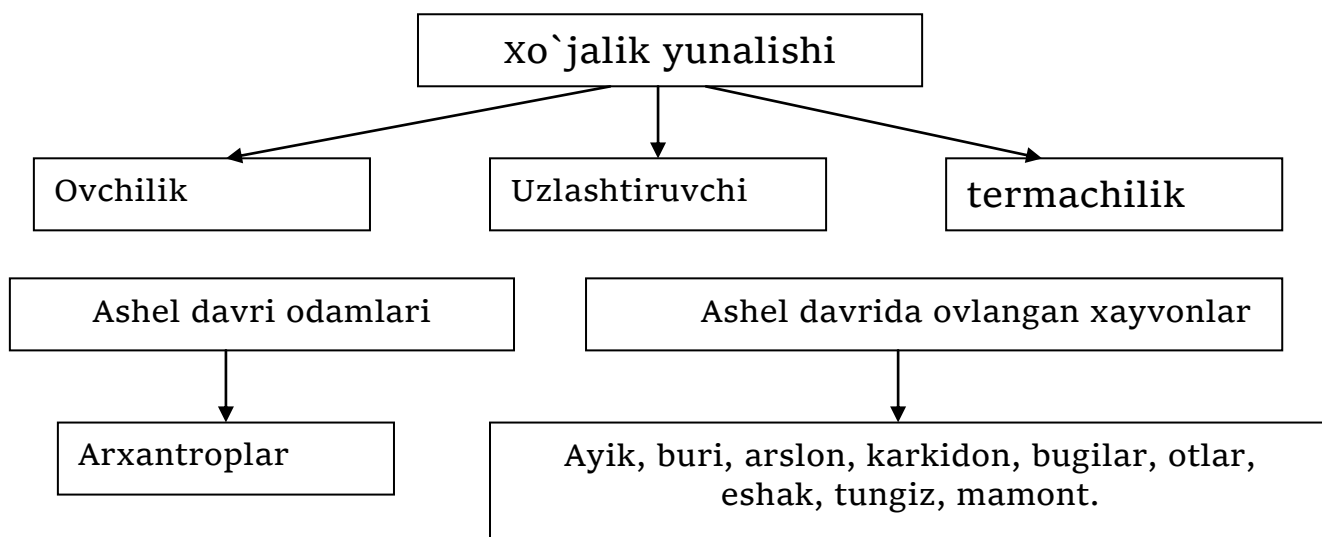 xo`jalik yunalishi
Ovchilik
Uzlashtiruvchi
termachilik
Ashel davri odamlari
Ashel davrida ovlangan xayvonlar
Arxantroplar
Ayik, buri, arslon, karkidon, bugilar, otlar,
eshak, tungiz, mamont.